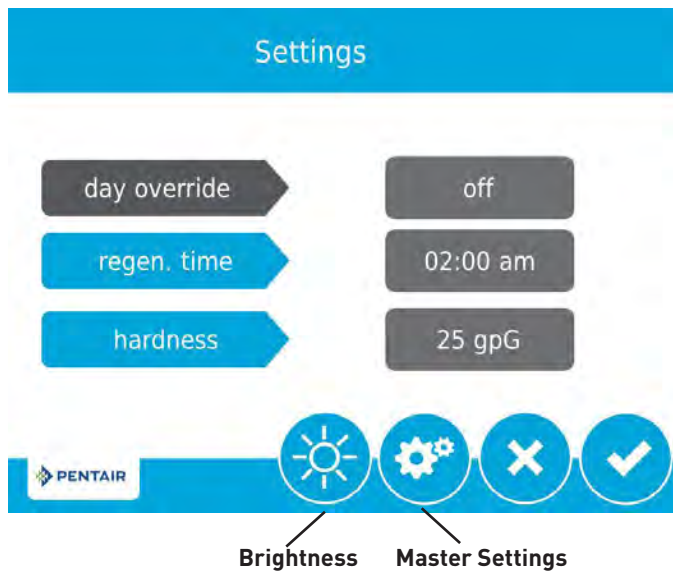 Settings
day override off
regen. time 02:00 am
hardness 25 gpG
PENTAIR
Brightness Master Settings